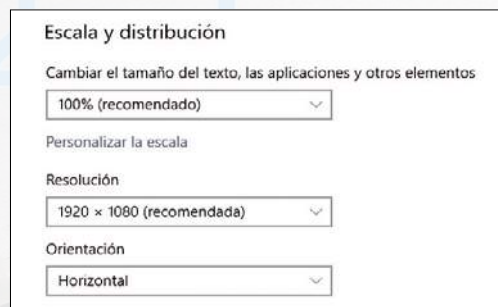 Escala y distribución
Cambiar el tamaño del texto, las aplicaciones y otros elementos
100% (recomendado)
Personalizar la escala
Resolución
1920 × 1080 (recomendada)
Orientación
Horizontal